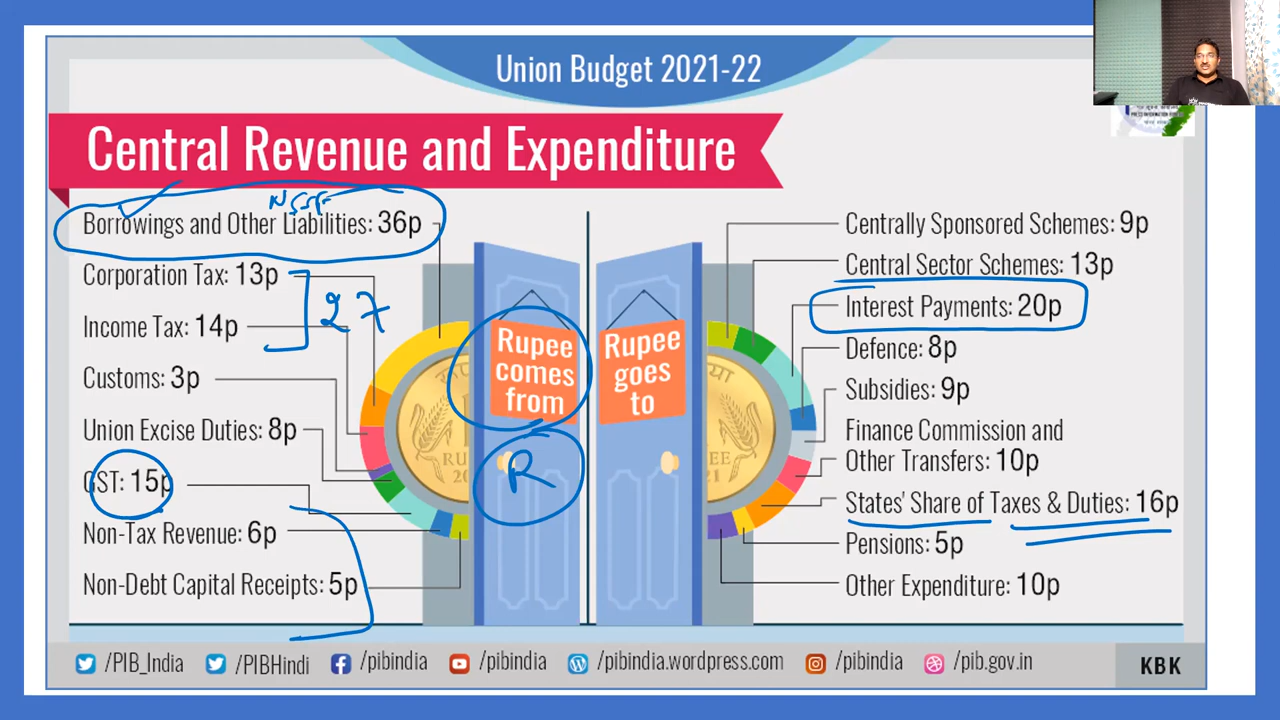 Union Budget 2021-22
Central Revenue and Expenditure
NSSF
Borrowings and Other Liabilities: 36p
Corporation Tax: 13p
27
Income Tax: 14p
Customs: 3p
Union Excise Duties: 8p
GST: 15p
Non-Tax Revenue: 6p
Non-Debt Capital Receipts: 5p
Rupee
comes
from
R
Rupee
goes
to
Centrally Sponsored Schemes: 9p
Central Sector Schemes: 13p
Interest Payments: 20p
Defence: 8p
Subsidies: 9p
Finance Commission and
Other Transfers: 10p
States' Share of Taxes & Duties: 16p
Pensions: 5p
Other Expenditure: 10p
/PIB_India /PIBHindi /pibindia /pibindia /pibindia.wordpress.com /pibindia /pib.gov.in KBK